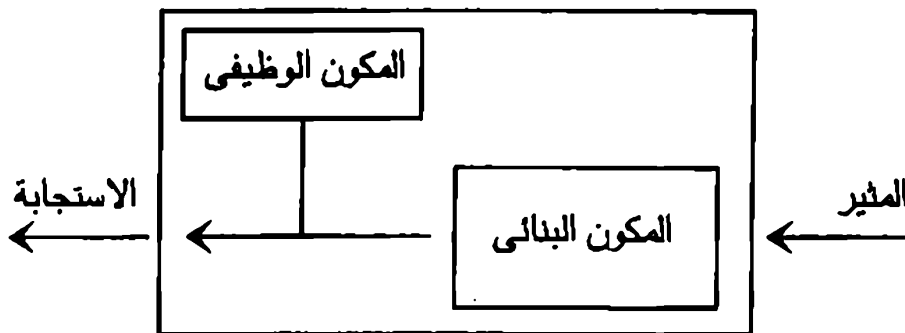 المكون الوظيفى
المثير
المكون البنائى
الاستجابة